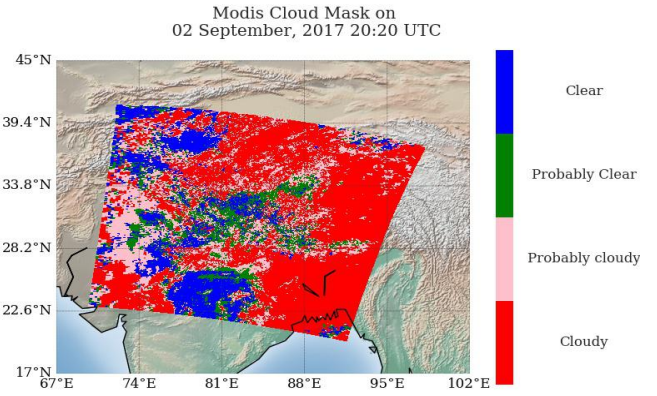 Modis Cloud Mask on
02 September, 2017 20:20 UTC
45°N
39.4°N
33.8°N
28.2°N
22.6°N
17°N
67°E 74°E 81°E 88°E 95°E 102°E
Clear
Probably Clear
Probably cloudy
Cloudy